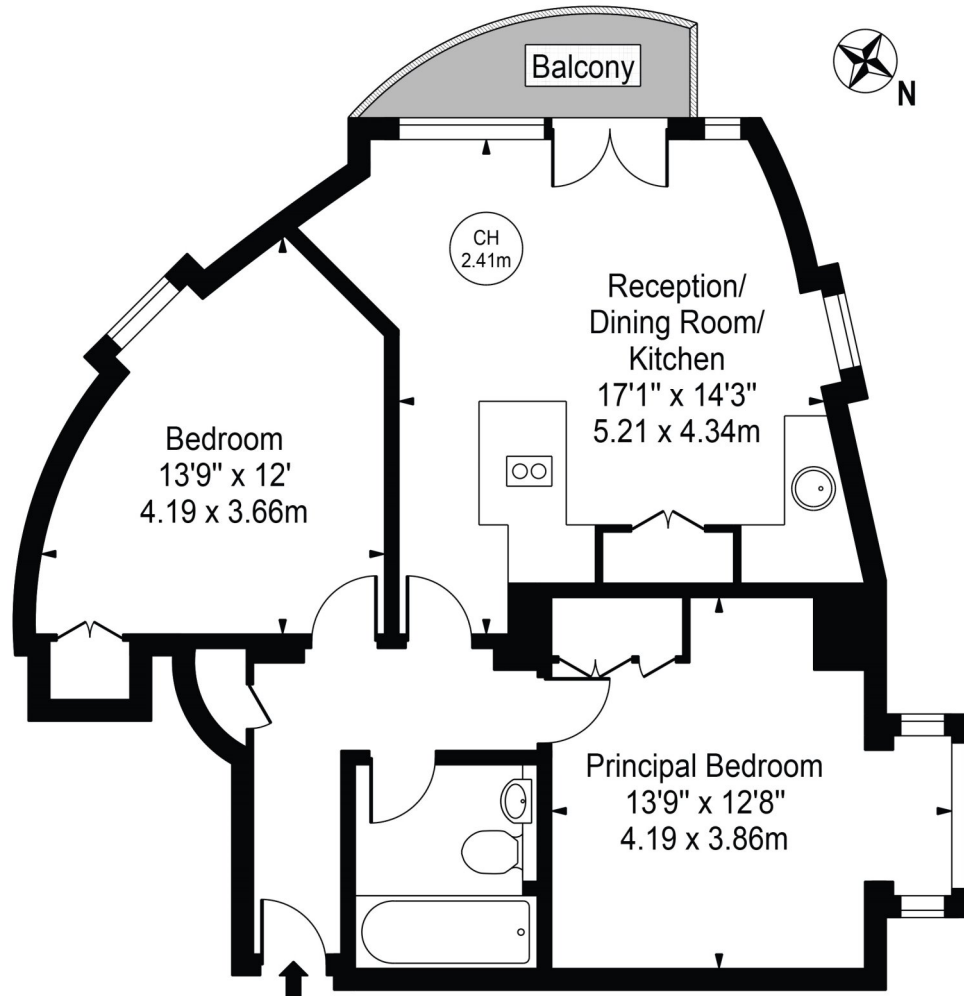 Balcony
N
CH
2.41m
Reception/
Dining Room/
Kitchen
17'1" x 14'3"
5.21 x 4.34m
Bedroom
13'9" x 12'
4.19 x 3.66m
Principal Bedroom
13'9" x 12'8"
4.19 x 3.86m